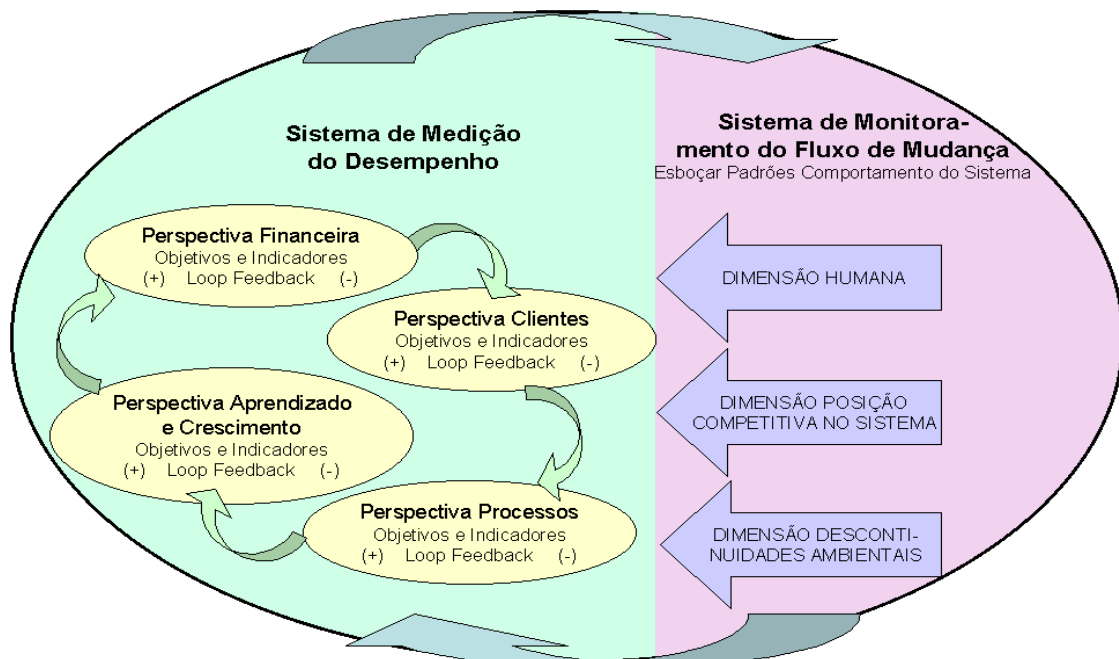 Sistema de Medição
do Desempenho
Perspectiva Financeira
Objetivos e Indicadores
(+) Loop Feedback (-)
Perspectiva Clientes
Objetivos e Indicadores
(+) Loop Feedback (-)
Perspectiva Aprendizado
e Crescimento
Objetivos e Indicadores
(+) Loop Feedback (-)
Perspectiva Processos
Objetivos e Indicadores
(+) Loop Feedback (-)
Sistema de Monitora-
mento do Fluxo de Mudança
Esboçar Padrões Comportamento do Sistema
DIMENSÃO HUMANA
DIMENSÃO POSIÇÃO
COMPETITIVA NO SISTEMA
DIMENSÃO DESCONTI-
NUIDADES AMBIENTAIS